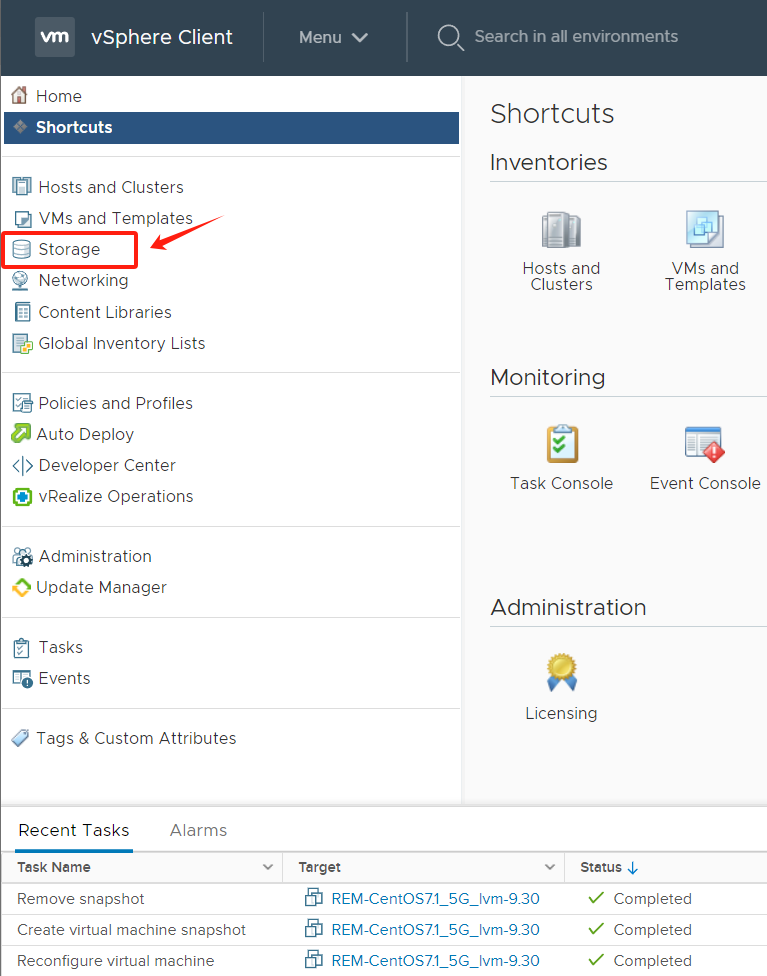 vm vSphere Client Menu Search in all environments
Home
Shortcuts
Hosts and Clusters
VMs and Templates
Storage
Networking
Content Libraries
Global Inventory Lists
Policies and Profiles
Auto Deploy
Developer Center
vRealize Operations
Administration
Update Manager
Tasks
Events
Tags & Custom Attributes
Shortcuts
Inventories
Hosts and
Clusters
VMs and
Templates
Monitoring
Task Console
Event Console
Administration
Licensing
Recent Tasks Alarms
Task Name Target Status
Remove snapshot REM-CentOS7.1_5G_lvm-9.30 Completed
Create virtual machine snapshot REM-CentOS7.1_5G_lvm-9.30 Completed
Reconfigure virtual machine REM-CentOS7.1_5G_lvm-9.30 Completed